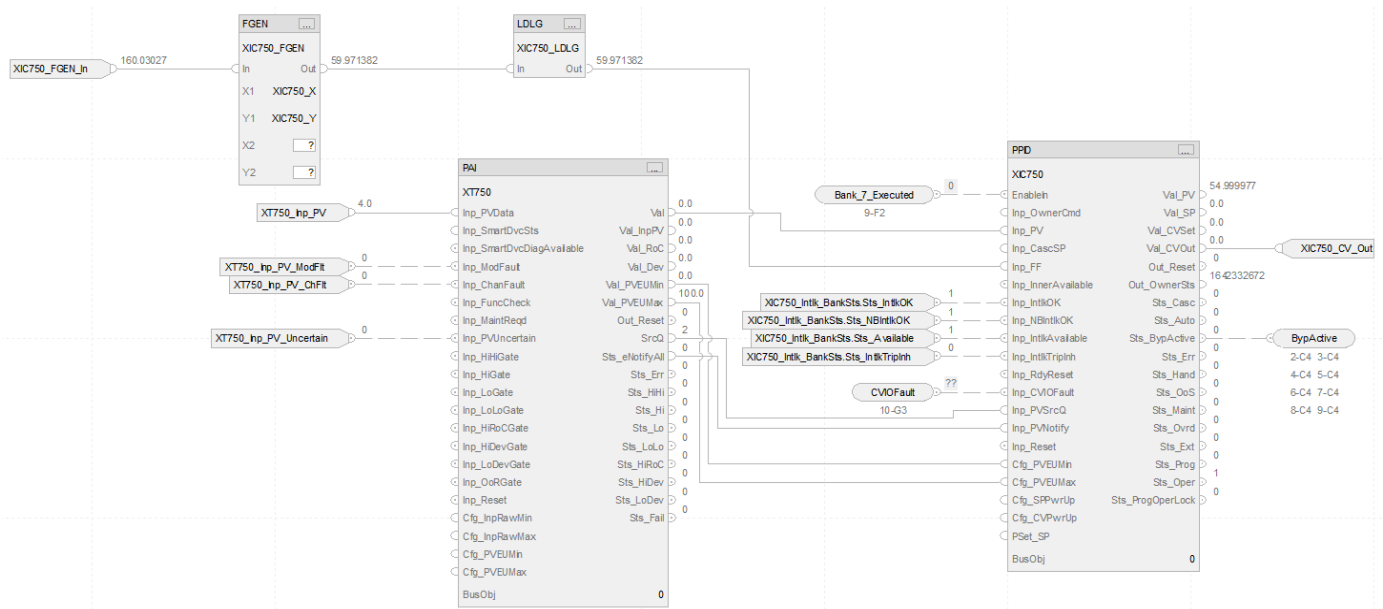 FGEN ...
XIC750_FGEN
XIC750_FGEN_In 160.03027 In Out 59.971382
X1 XIC750_X
Y1 XIC750_Y
X2 ?
Y2 ?
LDLG ...
XIC750_LDLG
In Out 59.971382
PAI ...
XT750
XT750_Inp_PV 4.0 Inp_PVData Val 0.0
Inp_SmartDvcSts Val_InpPV 0.0
Inp_SmartDvcDiagAvailable Val_RoC 0.0
XT750_Inp_PV_ModFlt 0 Inp_ModFault Val_Dev 0.0
XT750_Inp_PV_ChFlt 0 Inp_ChanFault Val_PVEUMin 0.0
Inp_FuncCheck Val_PVEUMax 100.0
Inp_MaintReqd Out_Reset 0
XT750_Inp_PV_Uncertain 0 Inp_PVUncertain SrcQ 2
Inp_HiHiGate Sts_eNotifyAll 0
Inp_HiGate Sts_Err 0
Inp_LoGate Sts_HiHi 0
Inp_LoLoGate Sts_Hi 0
Inp_HiRoCGate Sts_Lo 0
Inp_HiDevGate Sts_LoLo 0
Inp_LoDevGate Sts_HiRoC 0
Inp_OoRGate Sts_HiDev 0
Inp_Reset Sts_LoDev 0
Cfg_InpRawMin Sts_Fail 0
Cfg_InpRawMax
Cfg_PVEUMin
Cfg_PVEUMax
BusObj 0
PPID ...
XIC750
Bank_7_Executed 0 EnableIn Val_PV 54.999977
9-F2
Inp_OwnerCmd Val_SP 0.0
Inp_PV Val_CVSet 0.0
Inp_CascSP Val_CVOut 0.0 XIC750_CV_Out
Inp_FF Out_Reset 0
Inp_InnerAvailable Out_OwnerSts 1642332672
XIC750_Intlk_BankSts.Sts_IntlkOK 1 Inp_IntlkOK Sts_Casc 0
XIC750_Intlk_BankSts.Sts_NBIntlkOK 1 Inp_NBIntlkOK Sts_Auto 0
XIC750_Intlk_BankSts.Sts_Available 1 Inp_IntlkAvailable Sts_BypActive 0 BypActive
XIC750_Intlk_BankSts.Sts_IntlkTripInh 0 Inp_IntlkTripInh Sts_Err 0
2-C4 3-C4
Inp_RdyReset Sts_Hand 0
4-C4 5-C4
CVIOFault ?? Inp_CVIOFault Sts_OoS 0
6-C4 7-C4
10-G3
Inp_PVSrcQ Sts_Maint 0
8-C4 9-C4
Inp_PVNotify Sts_Ovrd 0
Inp_Reset Sts_Ext 0
Cfg_PVEUMin Sts_Prog 0
Cfg_PVEUMax Sts_Oper 1
Cfg_SPPwrUp Sts_ProgOperLock 0
Cfg_CVPwrUp
PSet_SP
BusObj 0